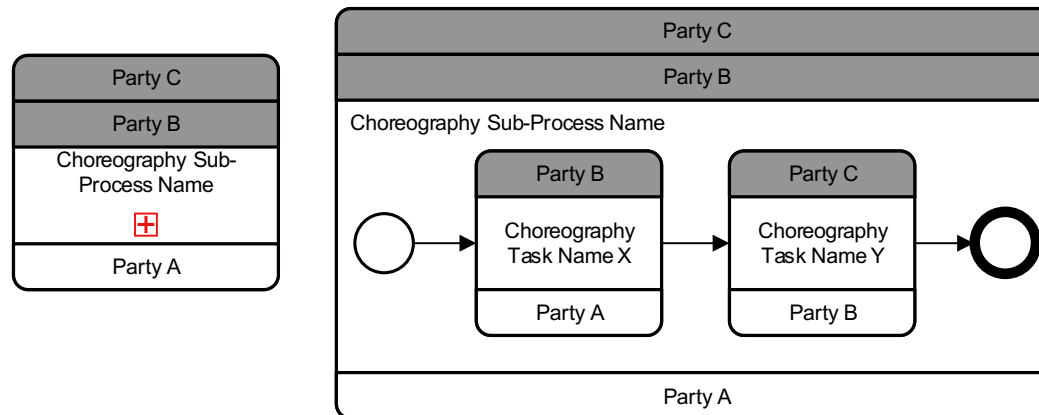 Party C
Party B
Choreography Sub-
Process Name
Party A
Party C
Party B
Choreography Sub-Process Name
Party B
Choreography
Task Name X
Party A
Party C
Choreography
Task Name Y
Party B
Party A